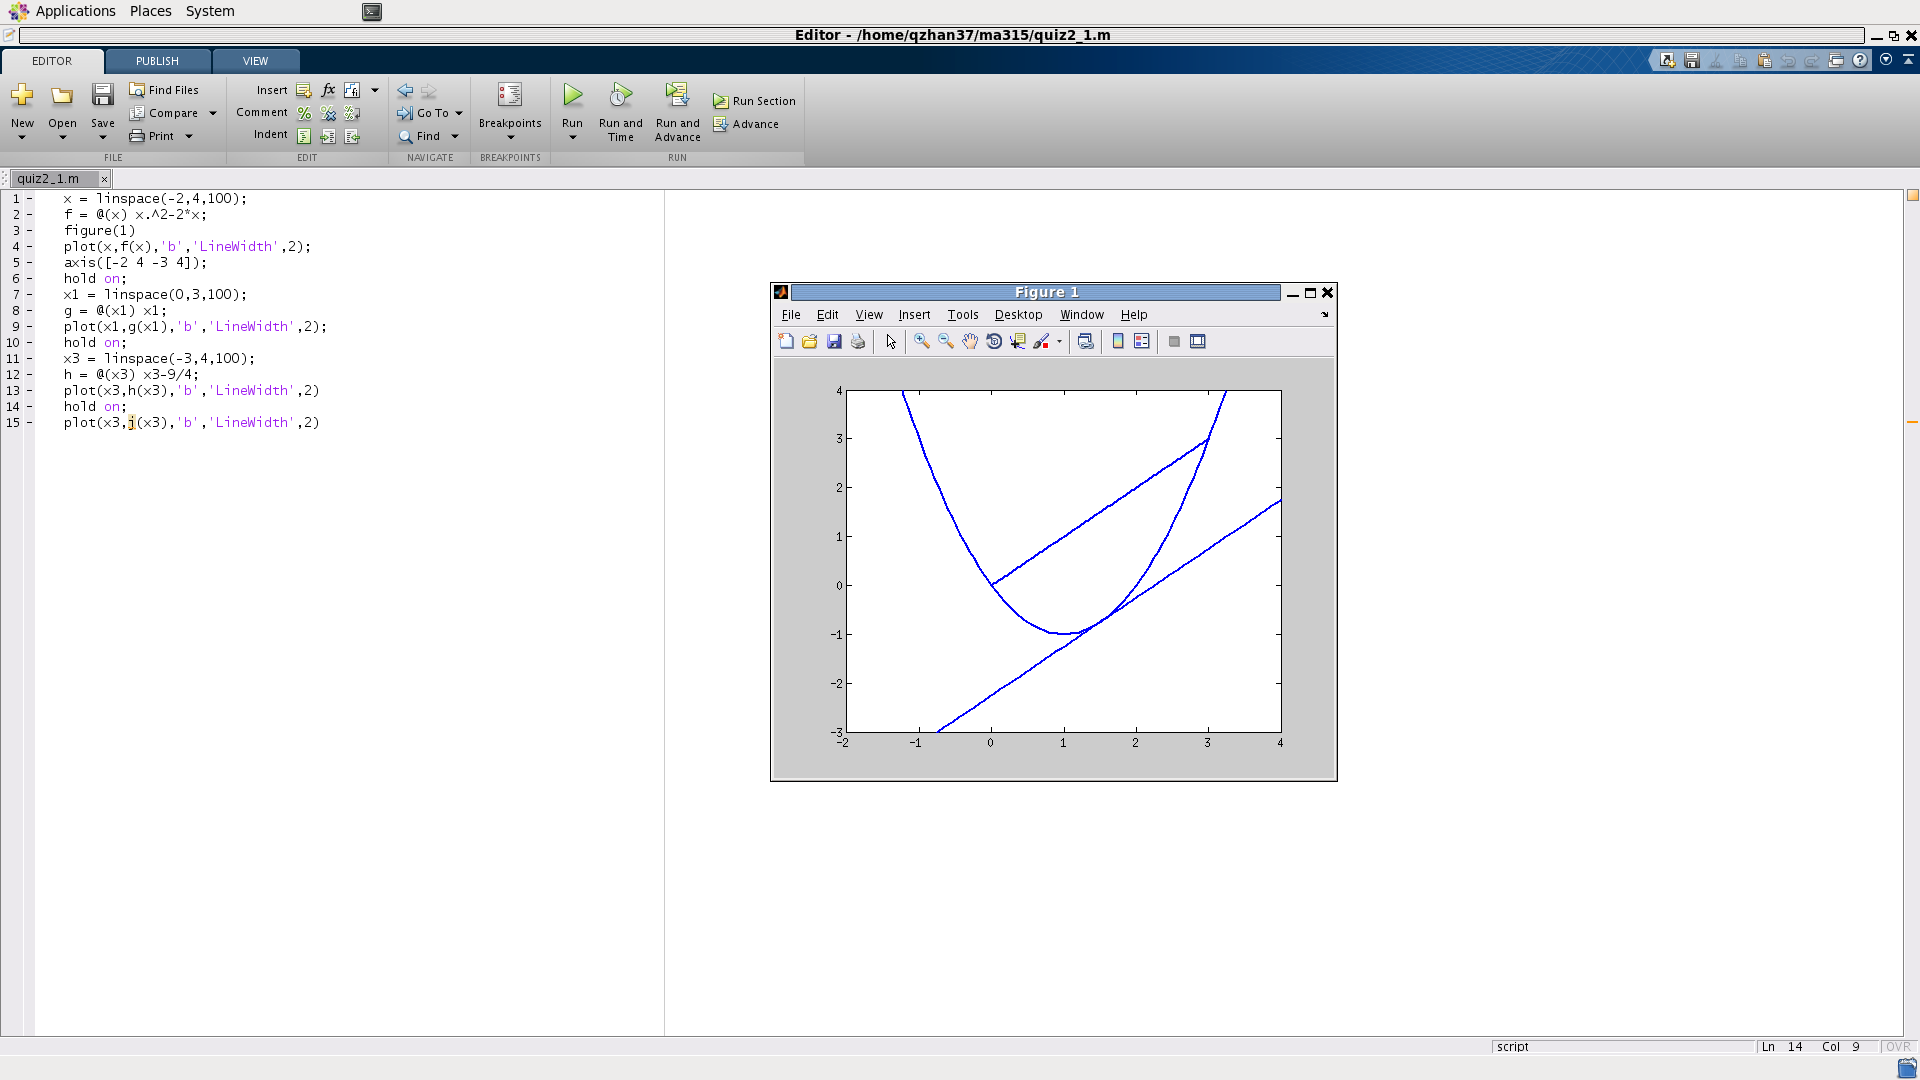 Applications Places System
Editor - /home/qzhan37/ma315/quiz2_1.m
EDITOR PUBLISH VIEW
New Open Save Find Files Compare Print
FILE
Insert fx
Comment
Indent
EDIT
Go To
Find
NAVIGATE
Breakpoints
BREAKPOINTS
Run Run and Time Run and Advance Run Section Advance
RUN
quiz2_1.m
1 - x = linspace(-2,4,100);
2 - f = @(x) x.^2-2*x;
3 - figure(1)
4 - plot(x,f(x),'b','LineWidth',2);
5 - axis([-2 4 -3 4]);
6 - hold on;
7 - x1 = linspace(0,3,100);
8 - g = @(x1) x1;
9 - plot(x1,g(x1),'b','LineWidth',2);
10 - hold on;
11 - x3 = linspace(-3,4,100);
12 - h = @(x3) x3-9/4;
13 - plot(x3,h(x3),'b','LineWidth',2)
14 - hold on;
15 - plot(x3,j(x3),'b','LineWidth',2)
Figure 1
File Edit View Insert Tools Desktop Window Help
4
3
2
1
0
-1
-2
-3
-2 -1 0 1 2 3 4
script Ln 14 Col 9 OVR